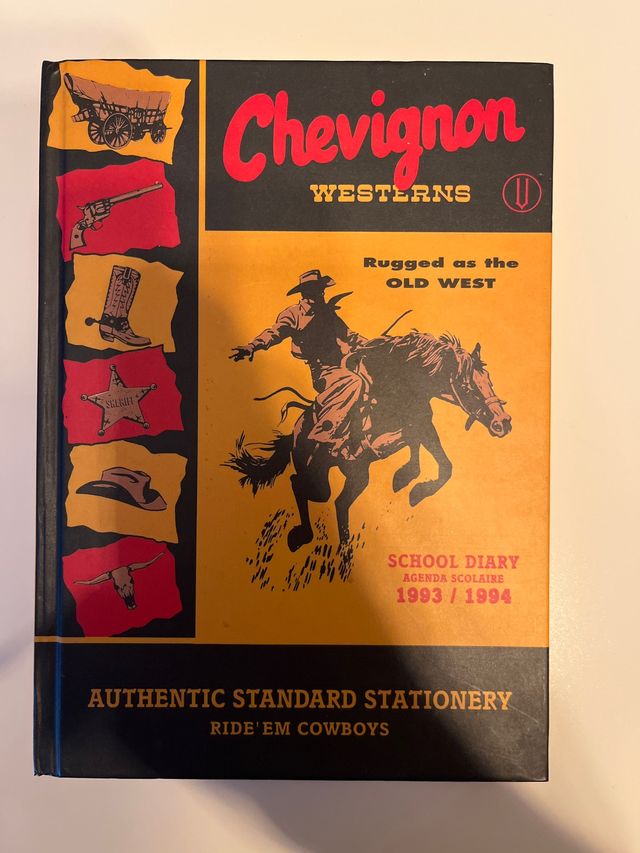 Chevignon
WESTERNS
Rugged as the
OLD WEST
SHERIFF
SCHOOL DIARY
AGENDA SCOLAIRE
1993 / 1994
AUTHENTIC STANDARD STATIONERY
RIDE'EM COWBOYS